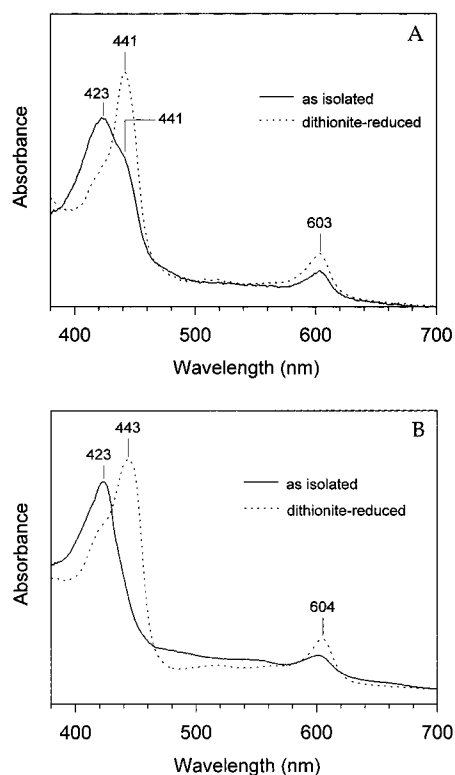 A
441
423
441
as isolated
dithionite-reduced
603
Absorbance
400 500 600 700
Wavelength (nm)
B
443
423
as isolated
dithionite-reduced
604
Absorbance
400 500 600 700
Wavelength (nm)